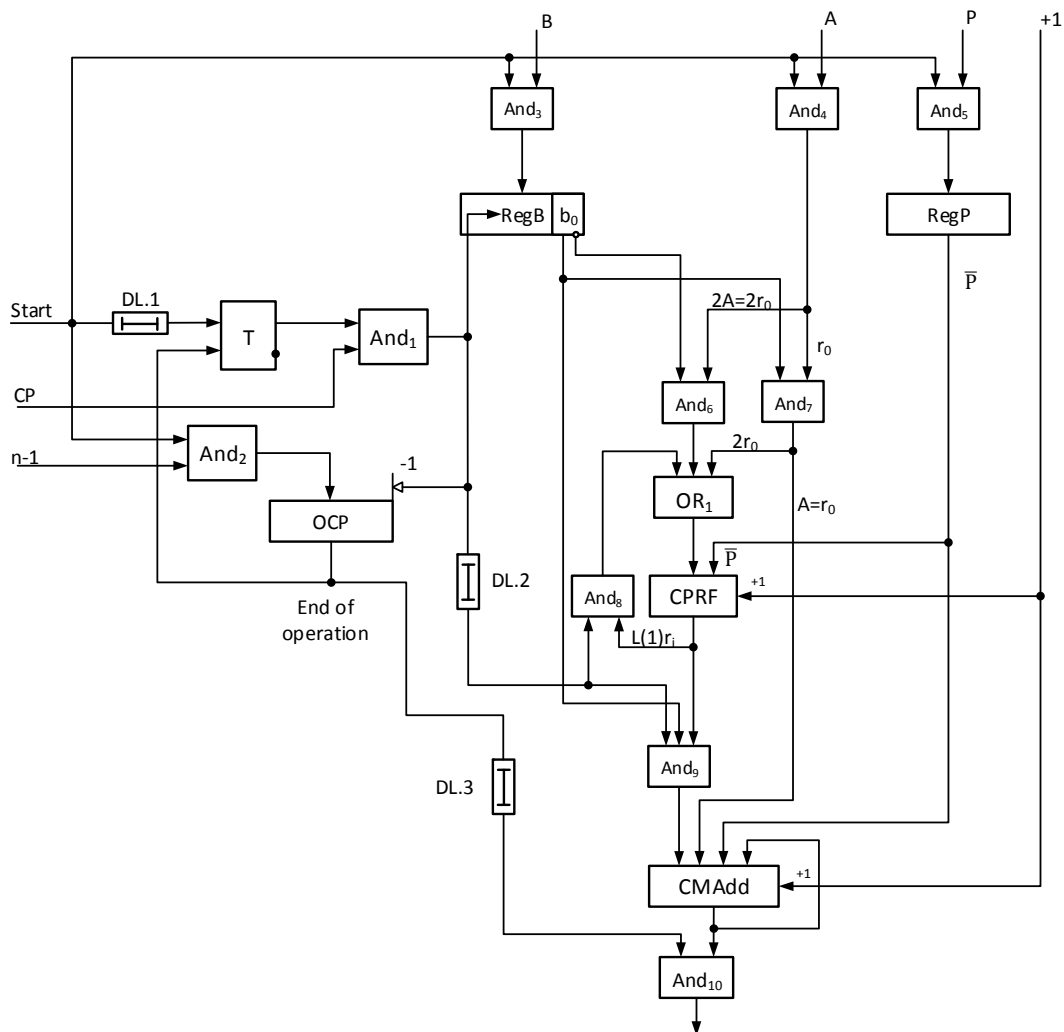 B
A
P
+1
And₃
And₄
And₅
RegB
b₀
RegP
P̅
Start
DL.1
T
And₁
2A=2r₀
r₀
CP
And₆
And₇
n-1
And₂
-1
2r₀
OR₁
A=r₀
OCP
P̅
DL.2
And₈
CPRF
+1
End of
operation
L(1)rᵢ
And₉
DL.3
CMAdd
+1
And₁₀